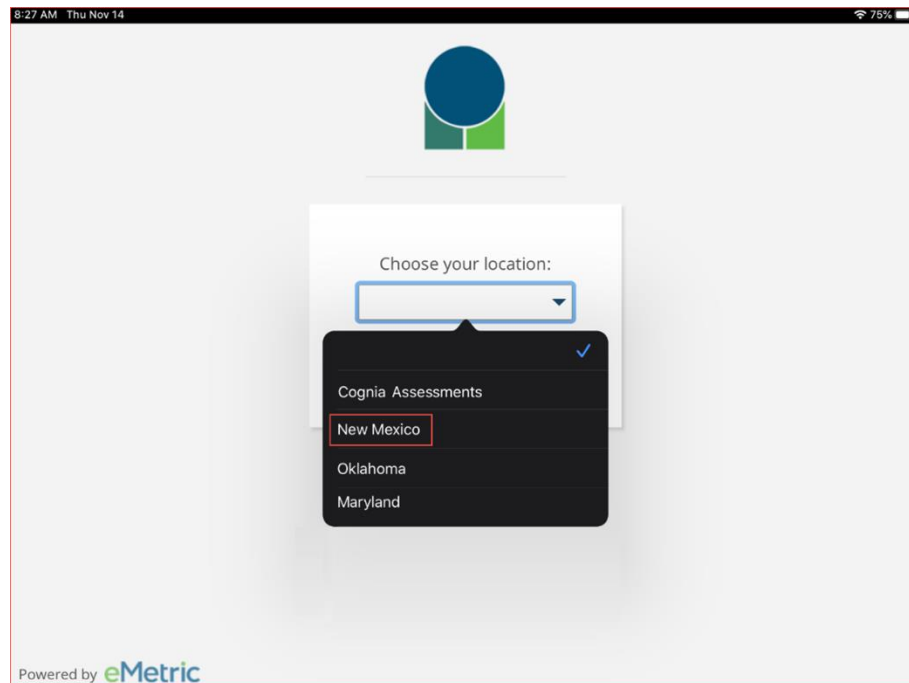 8:27 AM Thu Nov 14 75%
Choose your location:
Cognia Assessments
New Mexico
Oklahoma
Maryland
Powered by eMetric